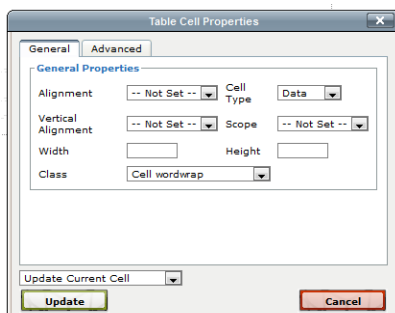 Table Cell Properties
General Advanced
General Properties
Alignment -- Not Set -- Cell Type Data
Vertical Alignment -- Not Set -- Scope -- Not Set --
Width Height
Class Cell wordwrap
Update Current Cell
Update Cancel